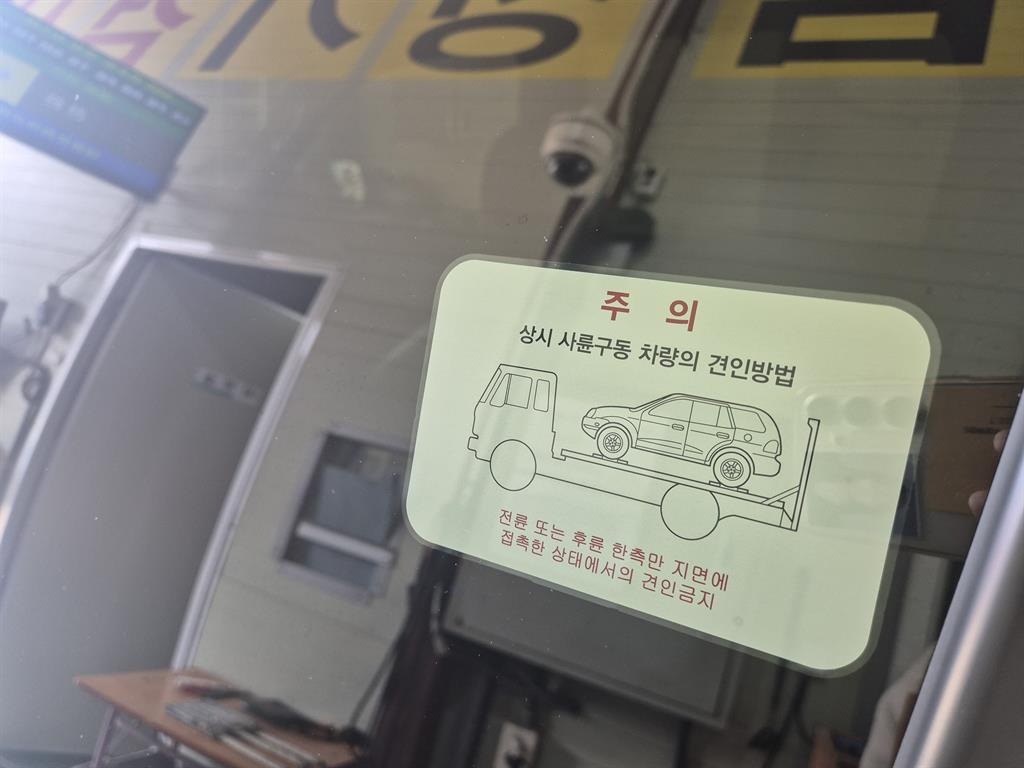 주 의
상시 사륜구동 차량의 견인방법
전륜 또는 후륜 한측만 지면에
접촉한 상태에서의 견인금지